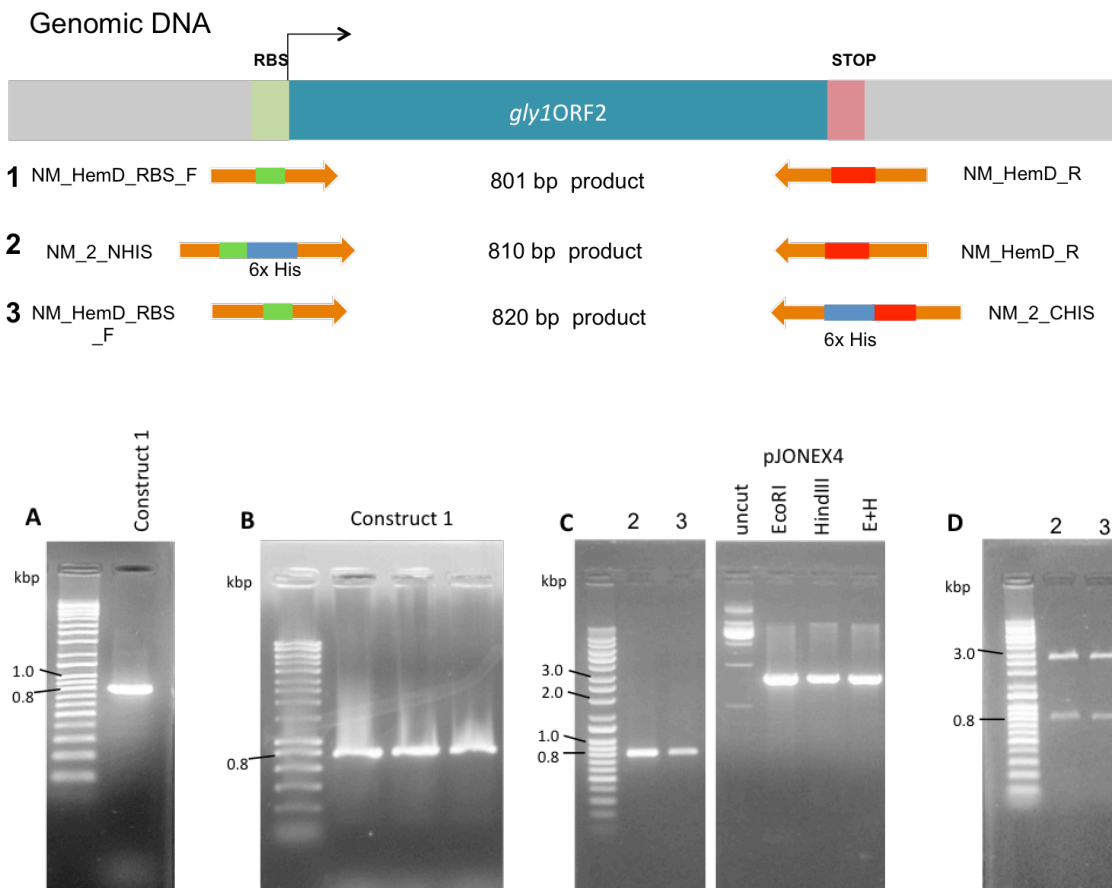 Genomic DNA
RBS
STOP
gly1ORF2
1 NM_HemD_RBS_F 801 bp product NM_HemD_R
2 NM_2_NHIS 810 bp product NM_HemD_R
6x His
3 NM_HemD_RBS
_F 820 bp product NM_2_CHIS
6x His
A
Construct 1
kbp
1.0
0.8
B
Construct 1
kbp
0.8
C
2 3
kbp
3.0
2.0
1.0
0.8
pJONEX4
uncut
EcoRI
HindIII
E+H
D
2 3
kbp
3.0
0.8